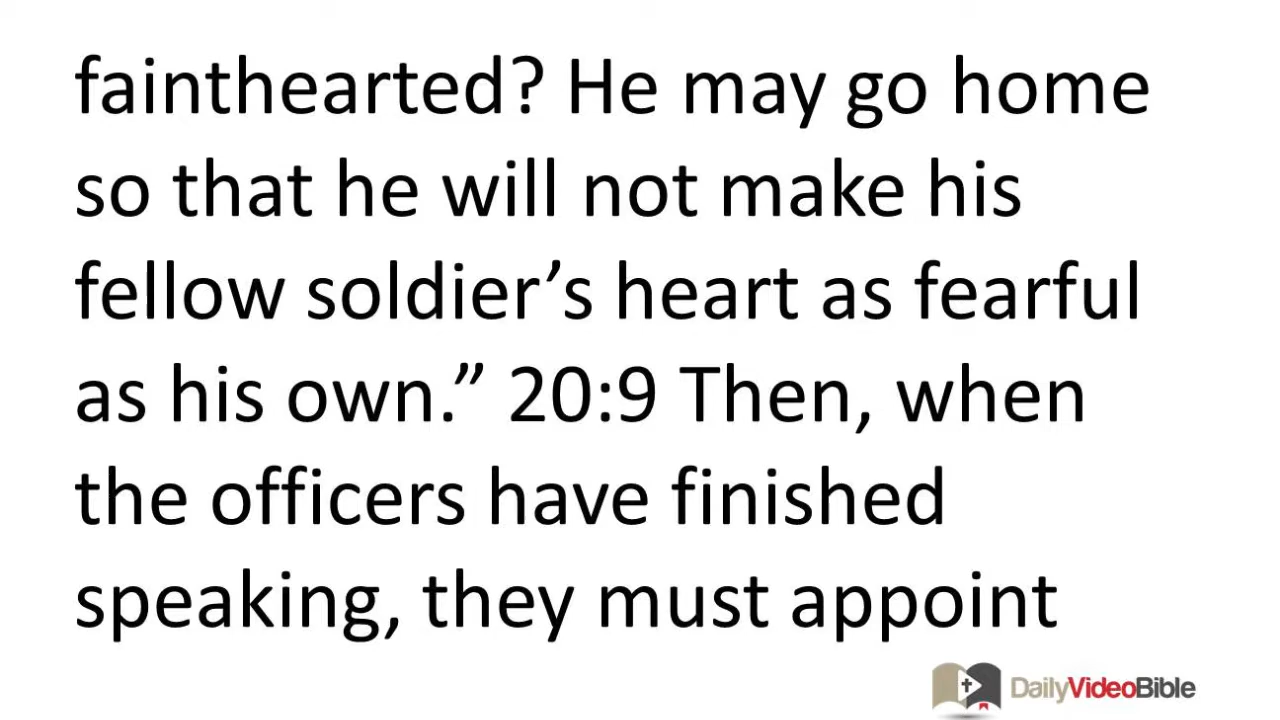 fainthearted? He may go home
so that he will not make his
fellow soldier’s heart as fearful
as his own.” 20:9 Then, when
the officers have finished
speaking, they must appoint
DailyVideoBible